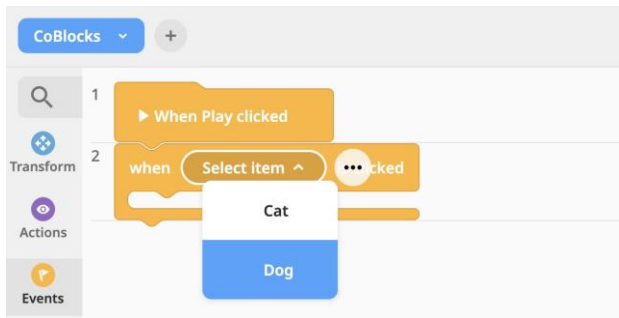 CoBlocks
+
1
When Play clicked
Transform
2
when Select item ••• cked
Cat
Actions
Dog
Events